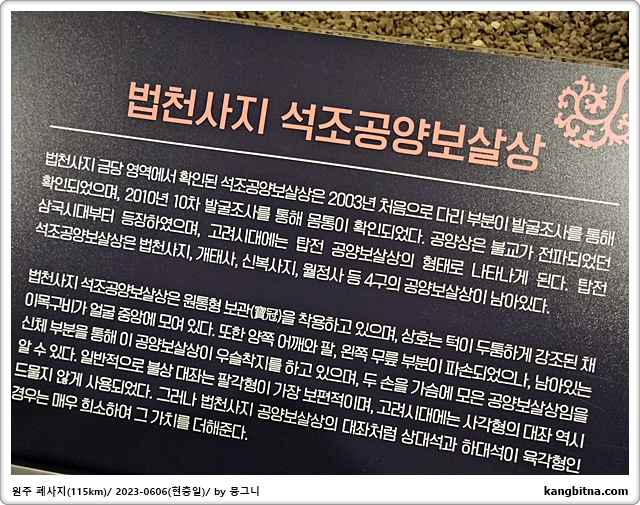 법천사지 석조공양보살상
법천사지 금당 영역에서 확인된 석조공양보살상은 2003년 처음으로 다리 부분이 발굴조사를 통해
확인되었으며, 2010년 10차 발굴조사를 통해 몸통이 확인되었다. 공양상은 불교가 전파되었던
삼국시대부터 등장하였으며, 고려시대에는 탑전 공양보살상의 형태로 나타나게 된다. 탑전
석조공양보살상은 법천사지, 개태사, 신복사지, 월정사 등 4구의 공양보살상이 남아있다.
법천사지 석조공양보살상은 원통형 보관(寶冠)을 착용하고 있으며, 상호는 턱이 두툼하게 강조된 채
이목구비가 얼굴 중앙에 모여 있다. 또한 양쪽 어깨와 팔, 왼쪽 무릎 부분이 파손되었으나, 남아있는
신체 부분을 통해 이 공양보살상이 우슬착지를 하고 있으며, 두 손을 가슴에 모은 공양보살상임을
알 수 있다. 일반적으로 불상 대좌는 팔각형이 가장 보편적이며, 고려시대에는 사각형의 대좌 역시
드물지 않게 사용되었다. 그러나 법천사지 공양보살상의 대좌처럼 상대석과 하대석이 육각형인
경우는 매우 희소하여 그 가치를 더해준다.
원주 폐사지(115km)/ 2023-0606(현충일)/ by 뭉그니
kangbitna.com